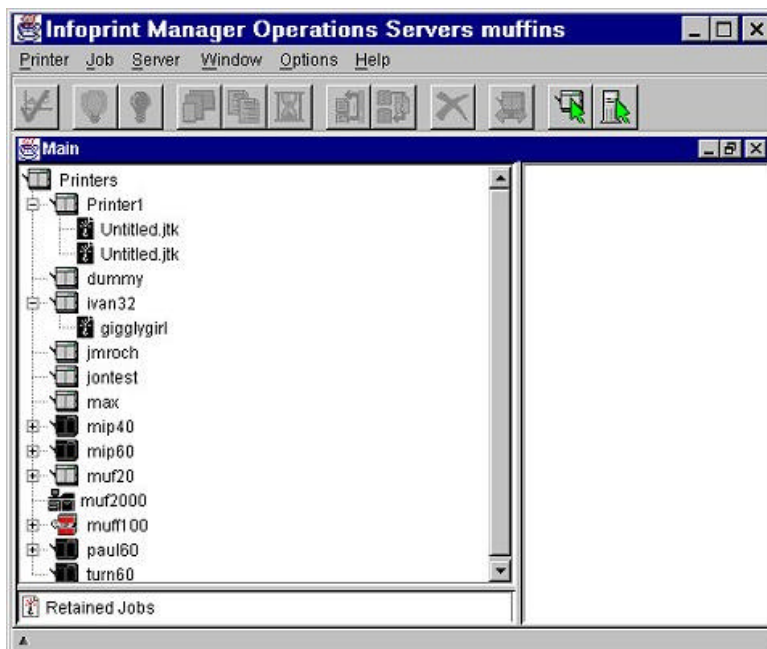 Infoprint Manager Operations Servers muffins
Printer Job Server Window Options Help
Main
Printers
Printer1
Untitled.jtk
Untitled.jtk
dummy
ivan32
gigglygirl
jmroch
jontest
max
mip40
mip60
muf20
muf2000
muff100
paul60
turn60
Retained Jobs